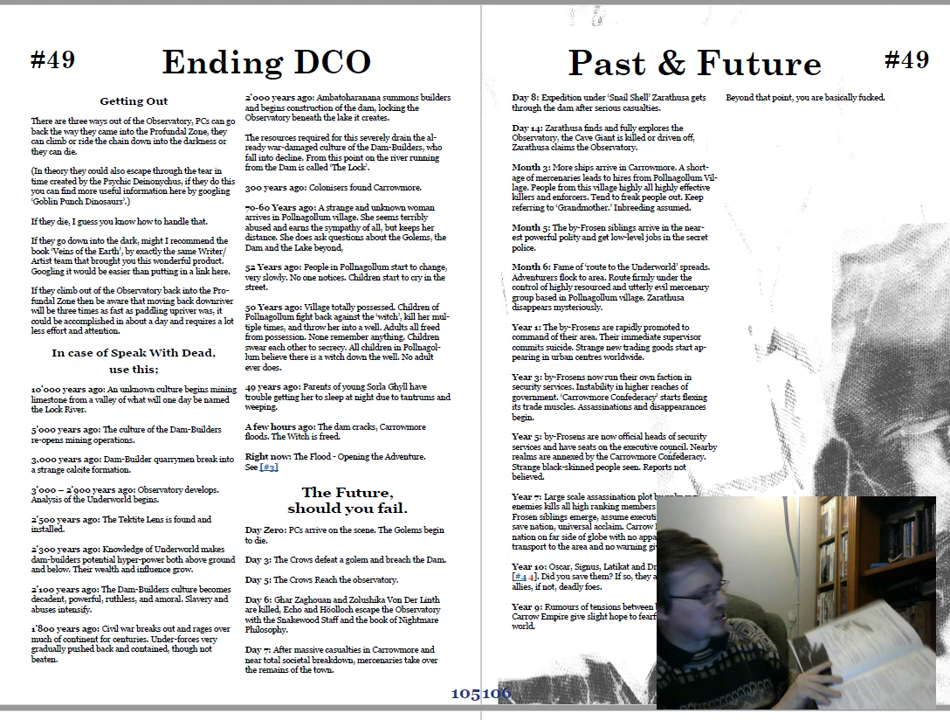 #49
Ending DCO
Getting Out
There are three ways out of the Observatory, PCs can go
back the way they came into the Profundal Zone, they
can climb or ride the chain down into the darkness or
they can die.
(In theory they could also escape through the tear in
time created by the Psychic Deinonychus, if they do this
you can find more useful information here by googling
'Goblin Punch Dinosaurs'.)
If they die, I guess you know how to handle that.
If they go down into the dark, might I recommend the
book 'Veins of the Earth', by exactly the same Writer/
Artist team that brought you this wonderful product.
Googling it would be easier than putting in a link here.
If they climb out of the Observatory back into the Pro-
fundal Zone then be aware that moving back downriver
will be three times as fast as paddling upriver was, it
could be accomplished in about a day and requires a lot
less effort and attention.
In case of Speak With Dead,
use this;
10'000 years ago: An unknown culture begins mining
limestone from a valley of what will one day be named
the Lock River.
5'000 years ago: The culture of the Dam-Builders
re-opens mining operations.
3,000 years ago: Dam-Builder quarrymen break into
a strange calcite formation.
3'000 – 2'900 years ago: Observatory develops.
Analysis of the Underworld begins.
2'500 years ago: The Tektite Lens is found and
installed.
2'300 years ago: Knowledge of Underworld makes
dam-builders potential hyper-power both above ground
and below. Their wealth and influence grow.
2'100 years ago: The Dam-Builders culture becomes
decadent, powerful, ruthless, and amoral. Slavery and
abuses intensify.
1'800 years ago: Civil war breaks out and rages over
much of continent for centuries. Under-forces very
gradually pushed back and contained, though not
beaten.
2'000 years ago: Ambatoharanana summons builders
and begins construction of the dam, locking the
Observatory beneath the lake it creates.
The resources required for this severely drain the al-
ready war-damaged culture of the Dam-Builders, who
fall into decline. From this point on the river running
from the Dam is called 'The Lock'.
300 years ago: Colonisers found Carrowmore.
70-60 Years ago: A strange and unknown woman
arrives in Pollnagollum village. She seems terribly
abused and earns the sympathy of all, but keeps her
distance. She does ask questions about the Golems, the
Dam and the Lake beyond,
52 Years ago: People in Pollnagollum start to change,
very slowly. No one notices. Children start to cry in the
street.
50 Years ago: Village totally possessed. Children of
Pollnagollum fight back against the 'witch', kill her mul-
tiple times, and throw her into a well. Adults all freed
from possession. None remember anything. Children
swear each other to secrecy. All children in Pollnagol-
lum believe there is a witch down the well. No adult
ever does.
49 years ago: Parents of young Sorla Ghyll have
trouble getting her to sleep at night due to tantrums and
weeping.
A few hours ago: The dam cracks, Carrowmore
floods. The Witch is freed.
Right now: The Flood - Opening the Adventure.
See [#3]
The Future,
should you fail.
Day Zero: PCs arrive on the scene. The Golems begin
to die.
Day 3: The Crows defeat a golem and breach the Dam.
Day 5: The Crows Reach the observatory.
Day 6: Ghar Zaghouan and Zolushika Von Der Linth
are killed, Echo and Höolloch escape the Observatory
with the Snakewood Staff and the book of Nightmare
Philosophy.
Day 7: After massive casualties in Carrowmore and
near total societal breakdown, mercenaries take over
the remains of the town.
105
106
Past & Future
#49
Day 8: Expedition under 'Snail Shell' Zarathusa gets
through the dam after serious casualties.
Day 14: Zarathusa finds and fully explores the
Observatory, the Cave Giant is killed or driven off,
Zarathusa claims the Observatory.
Month 3: More ships arrive in Carrowmore. A short-
age of mercenaries leads to hires from Pollnagollum Vil-
lage. People from this village highly all highly effective
killers and enforcers. Tend to freak people out. Keep
referring to 'Grandmother.' Inbreeding assumed.
Month 5: The by-Frosen siblings arrive in the near-
est powerful polity and get low-level jobs in the secret
police.
Month 6: Fame of 'route to the Underworld' spreads.
Adventurers flock to area. Route firmly under the
control of highly resourced and utterly evil mercenary
group based in Pollnagollum village. Zarathusa
disappears mysteriously.
Year 1: The by-Frosens are rapidly promoted to
command of their area. Their immediate supervisor
commits suicide. Strange new trading goods start ap-
pearing in urban centres worldwide.
Year 3: by-Frosens now run their own faction in
security services. Instability in higher reaches of
government. 'Carrowmore Confederacy' starts flexing
its trade muscles. Assassinations and disappearances
begin.
Year 5: by-Frosens are now official heads of security
services and have seats on the executive council. Nearby
realms are annexed by the Carrowmore Confederacy.
Strange black-skinned people seen. Reports not
believed.
Year 7: Large scale assassination plot
enemies kills all high ranking members
Frosen siblings emerge, assume
save nation, universal acclaim. Carrow
nation on far side of globe with no
transport to the area and no warning
Year 10: Oscar, Signus, Latikat and
[#4 4]. Did you save them? If so, they
allies, if not, deadly foes.
Year 9: Rumours of tensions between
Carrow Empire give slight hope to
world.
Beyond that point, you are basically fucked.